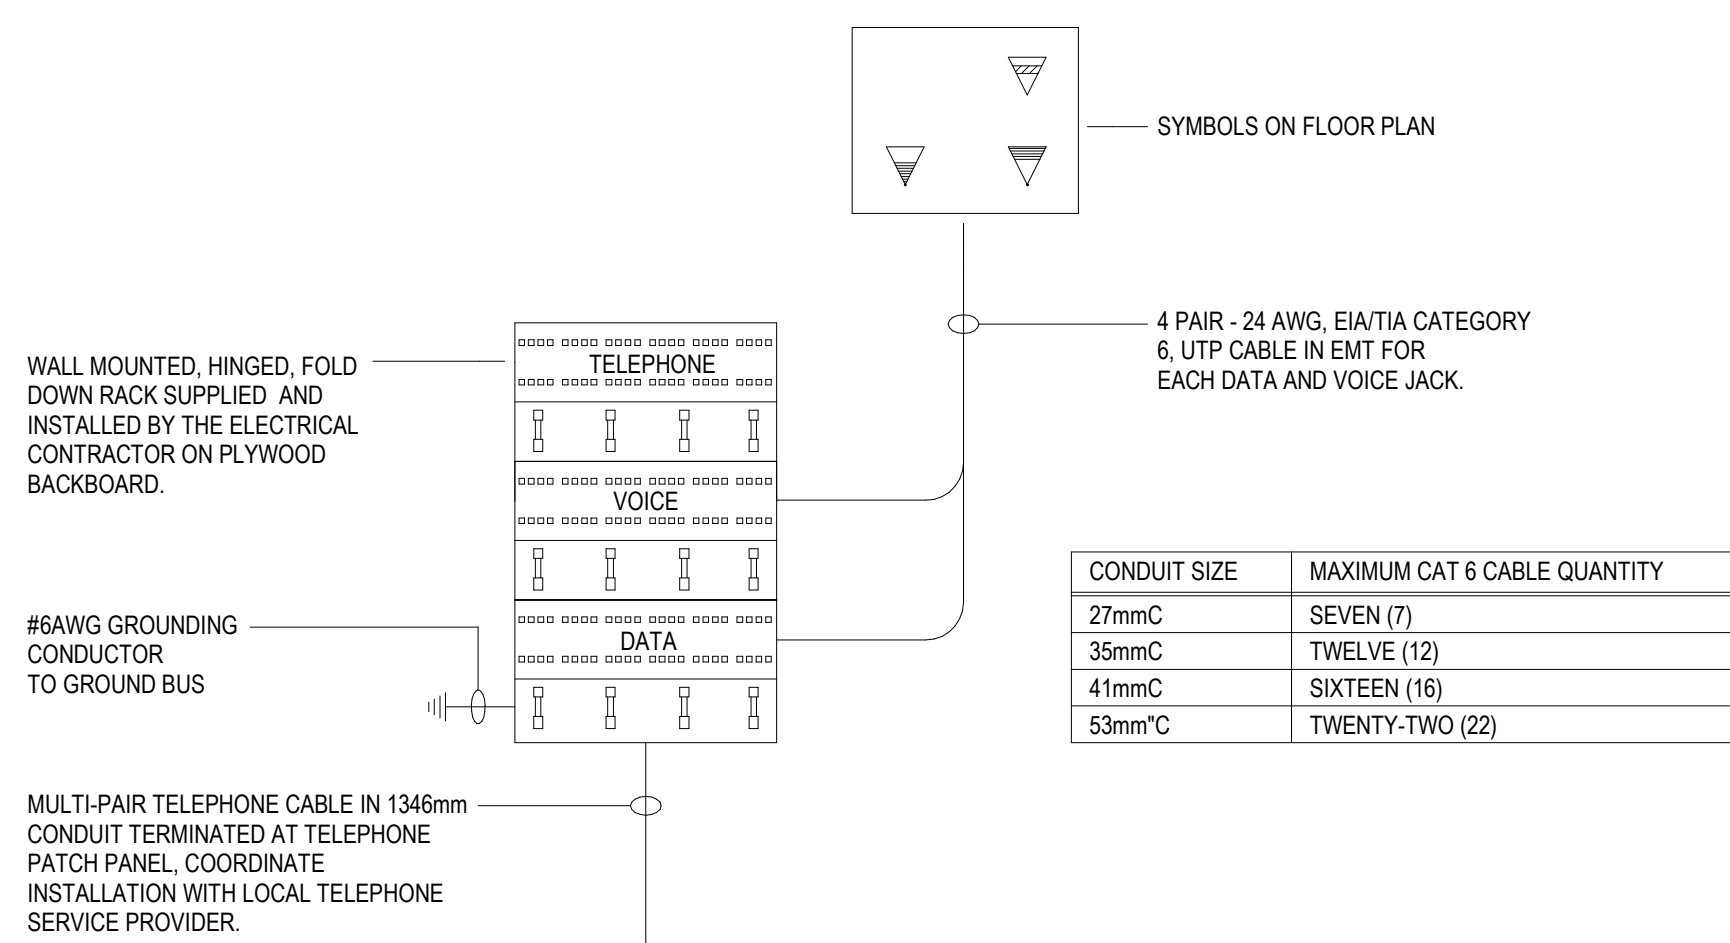 SYMBOLS ON FLOOR PLAN
4 PAIR - 24 AWG, EIA/TIA CATEGORY
6, UTP CABLE IN EMT FOR
EACH DATA AND VOICE JACK.
WALL MOUNTED, HINGED, FOLD
DOWN RACK SUPPLIED AND
INSTALLED BY THE ELECTRICAL
CONTRACTOR ON PLYWOOD
BACKBOARD.
TELEPHONE
VOICE
DATA
#6AWG GROUNDING
CONDUCTOR
TO GROUND BUS
CONDUIT SIZE MAXIMUM CAT 6 CABLE QUANTITY
27mmC SEVEN (7)
35mmC TWELVE (12)
41mmC SIXTEEN (16)
53mm"C TWENTY-TWO (22)
MULTI-PAIR TELEPHONE CABLE IN 1346mm
CONDUIT TERMINATED AT TELEPHONE
PATCH PANEL, COORDINATE
INSTALLATION WITH LOCAL TELEPHONE
SERVICE PROVIDER.